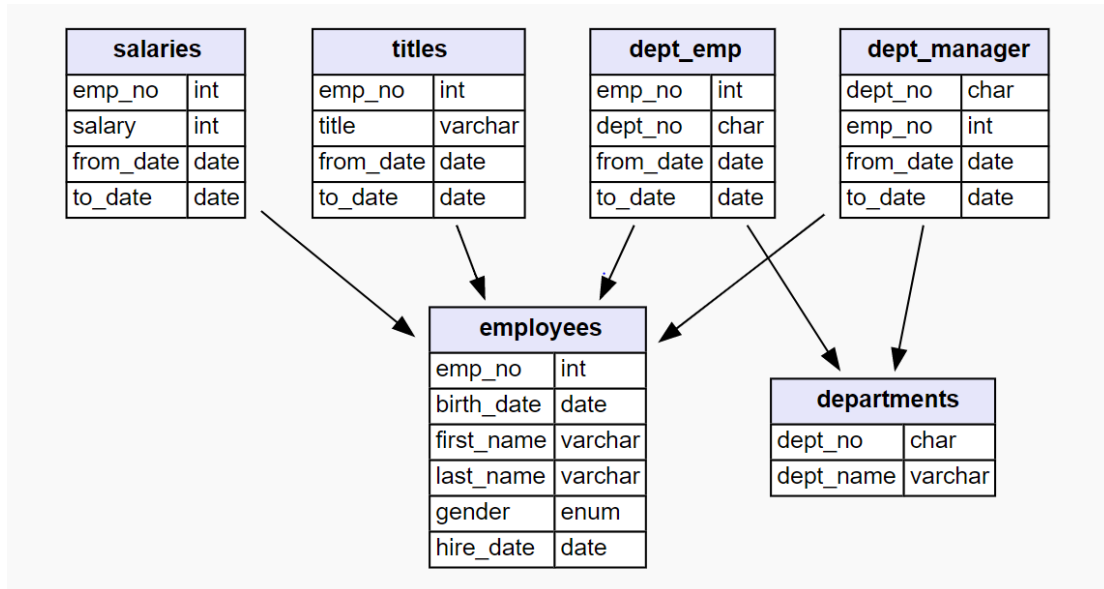 salaries
emp_no int
salary int
from_date date
to_date date
titles
emp_no int
title varchar
from_date date
to_date date
dept_emp
emp_no int
dept_no char
from_date date
to_date date
dept_manager
dept_no char
emp_no int
from_date date
to_date date
employees
emp_no int
birth_date date
first_name varchar
last_name varchar
gender enum
hire_date date
departments
dept_no char
dept_name varchar